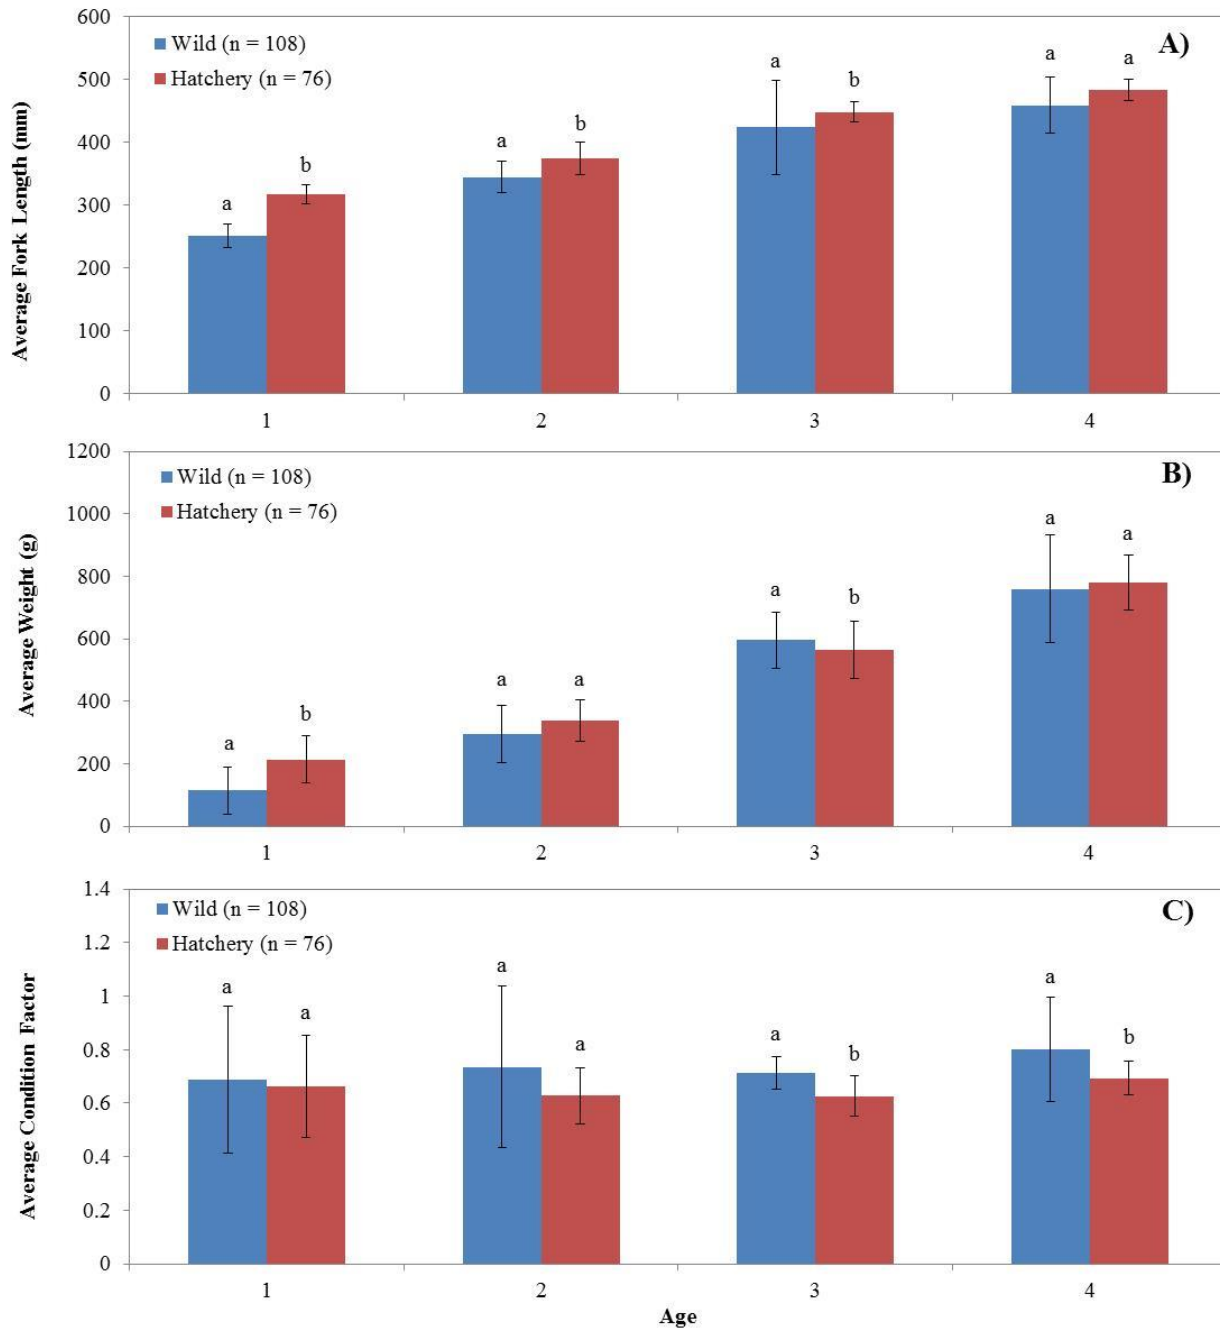 600
500
400
300
200
100
0
Average Fork Length (mm)
Wild (n = 108)
Hatchery (n = 76)
A)
a
b
a
b
a
b
a
a
1
2
3
4
1200
1000
800
600
400
200
0
Average Weight (g)
Wild (n = 108)
Hatchery (n = 76)
B)
a
b
a
a
a
b
a
a
1
2
3
4
1.4
1.2
1
0.8
0.6
0.4
0.2
0
Average Condition Factor
Wild (n = 108)
Hatchery (n = 76)
C)
a
a
a
a
a
b
a
b
1
2
3
4
Age